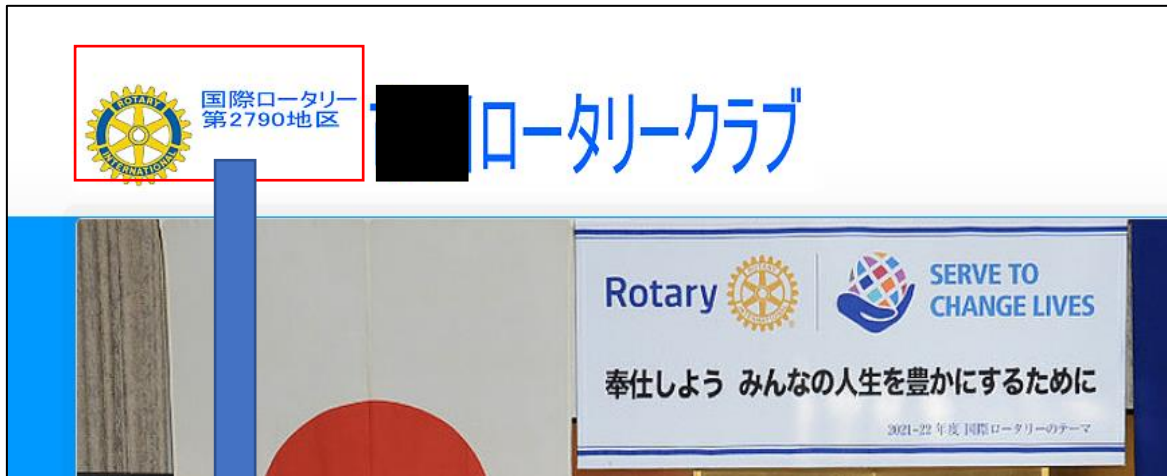 ROTARY
INTERNATIONAL
国際ロータリー
第2790地区
ロータリークラブ
Rotary
ROTARY
INTERNATIONAL
SERVE TO
CHANGE LIVES
奉仕しよう みんなの人生を豊かにするために
2021-22 年度 国際ロータリーのテーマ